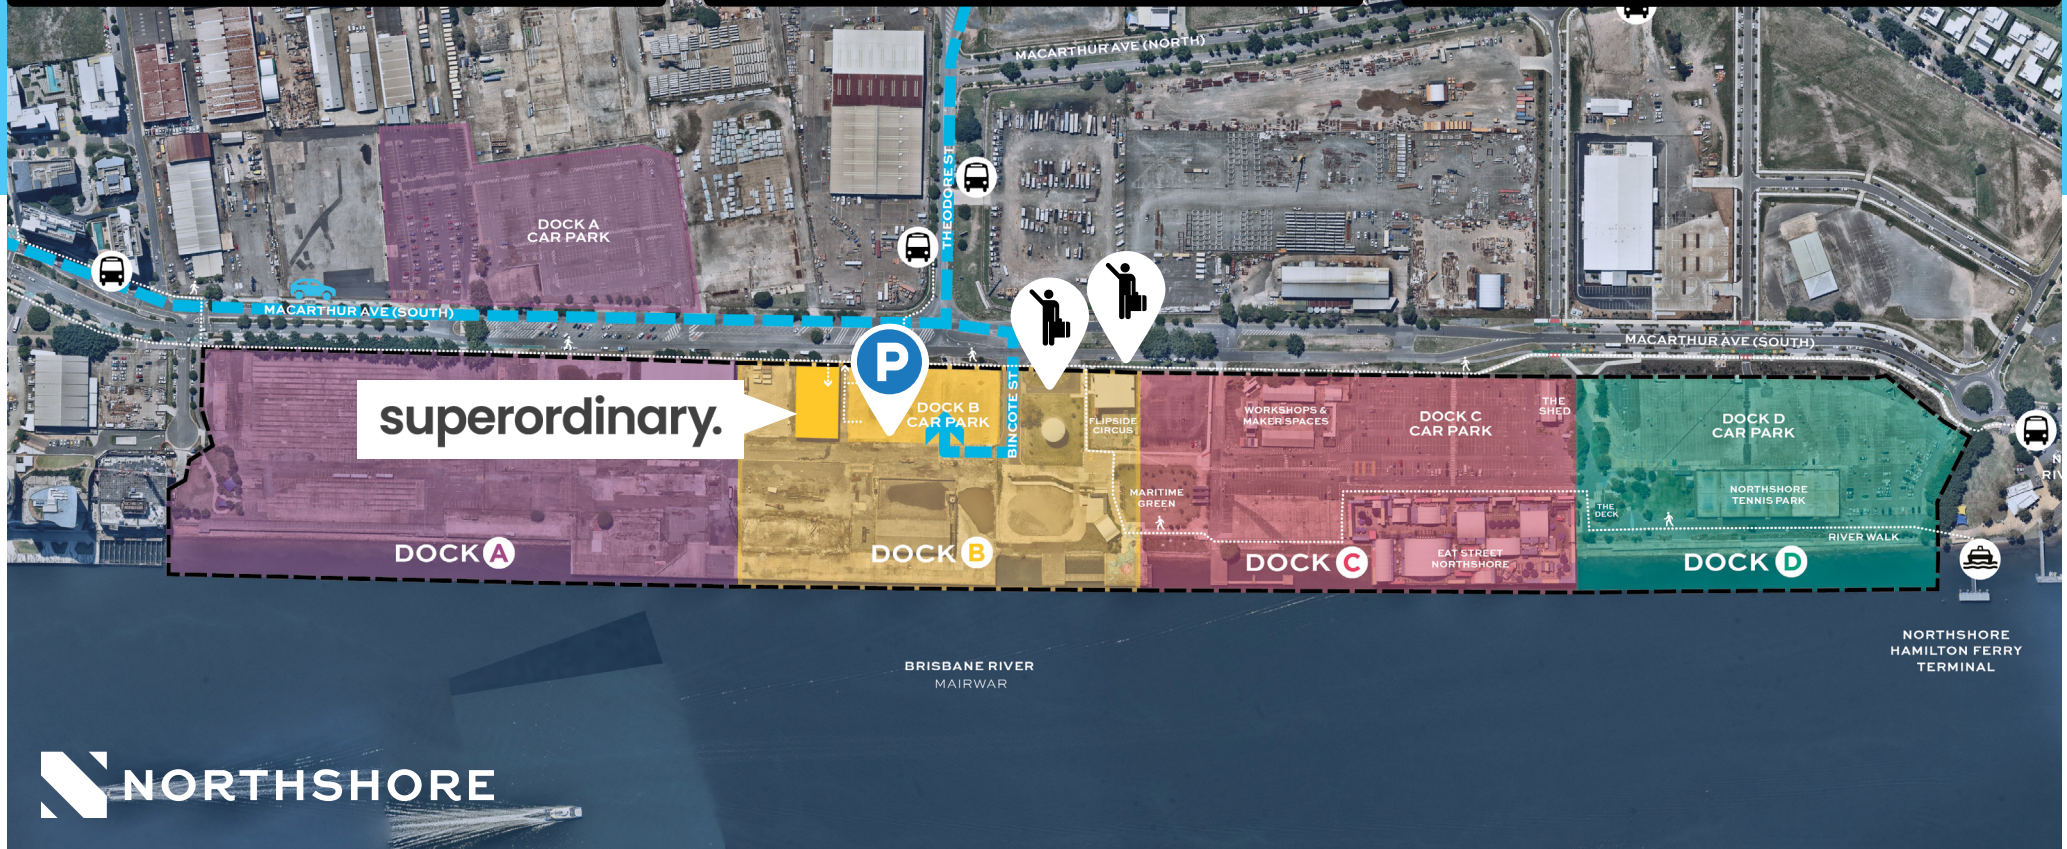 MACARTHUR AVE (NORTH)
THEODORE ST
DOCK A
CAR PARK
MACARTHUR AVE (SOUTH)
MACARTHUR AVE (SOUTH)
P
superordinary.
DOCK B
CAR PARK
BINCOTE ST
FLIPSIDE
CIRCUS
WORKSHOPS &
MAKER SPACES
DOCK C
CAR PARK
THE
SHED
DOCK D
CAR PARK
MARITIME
GREEN
THE
DECK
NORTHSHORE
TENNIS PARK
RIVER WALK
N
RIV
DOCK A
DOCK B
DOCK C
EAT STREET
NORTHSHORE
DOCK D
BRISBANE RIVER
MAIRWAR
NORTHSHORE
HAMILTON FERRY
TERMINAL
NORTHSHORE